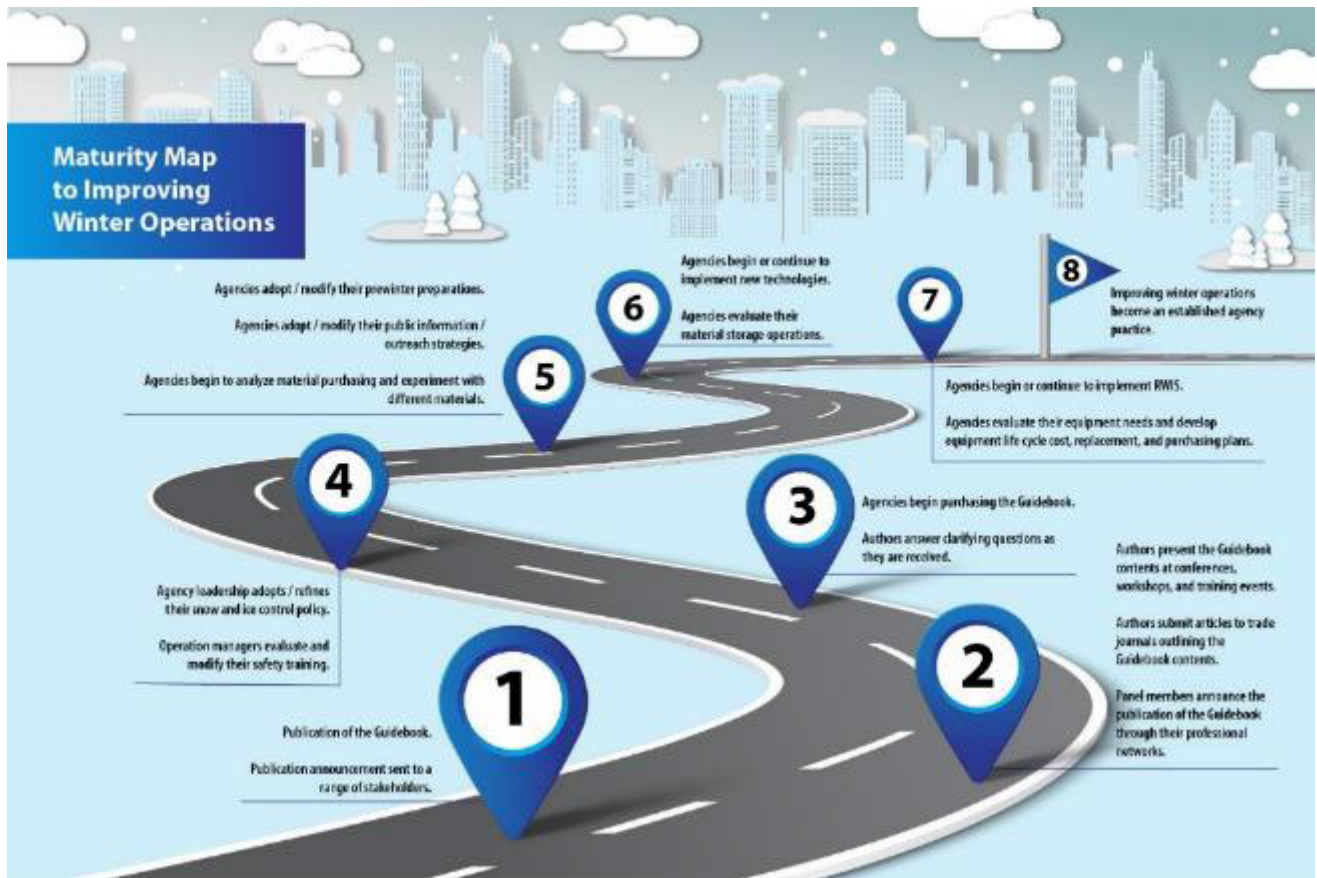 Maturity Map
to Improving
Winter Operations
1
Publication of the Guidebook.
Publication announcement sent to a
range of stakeholders.
2
Authors present the Guidebook
contents at conferences,
workshops, and training events.
Authors submit articles to trade
journals outlining the
Guidebook contents.
Panel members announce the
publication of the Guidebook
through their professional
networks.
3
Agencies begin purchasing the Guidebook.
Authors answer clarifying questions as
they are received.
4
Agency leadership adopts / refines
their snow and ice control policy.
Operation managers evaluate and
modify their safety training.
5
Agencies adopt / modify their prewinter preparations.
Agencies adopt / modify their public information /
outreach strategies.
Agencies begin to analyze material purchasing and experiment with
different materials.
6
Agencies begin or continue to
implement new technologies.
Agencies evaluate their
material storage operations.
7
Agencies begin or continue to implement RWIS.
Agencies evaluate their equipment needs and develop
equipment life cycle cost, replacement, and purchasing plans.
8
Improving winter operations
become an established agency
practice.